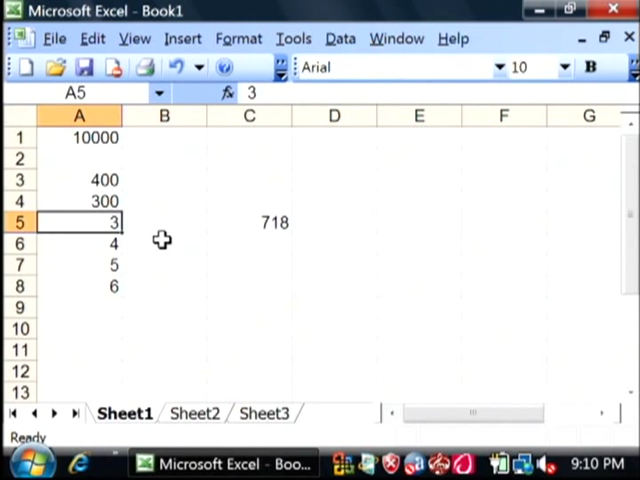 Microsoft Excel - Book1
File Edit View Insert Format Tools Data Window Help
Arial 10 B
A5 fx 3
A B C D E F G
1 10000
2
3 400
4 300
5 3 718
6 4
7 5
8 6
9
10
11
12
13
Sheet1 Sheet2 Sheet3
Ready
Microsoft Excel - Boo... 9:10 PM